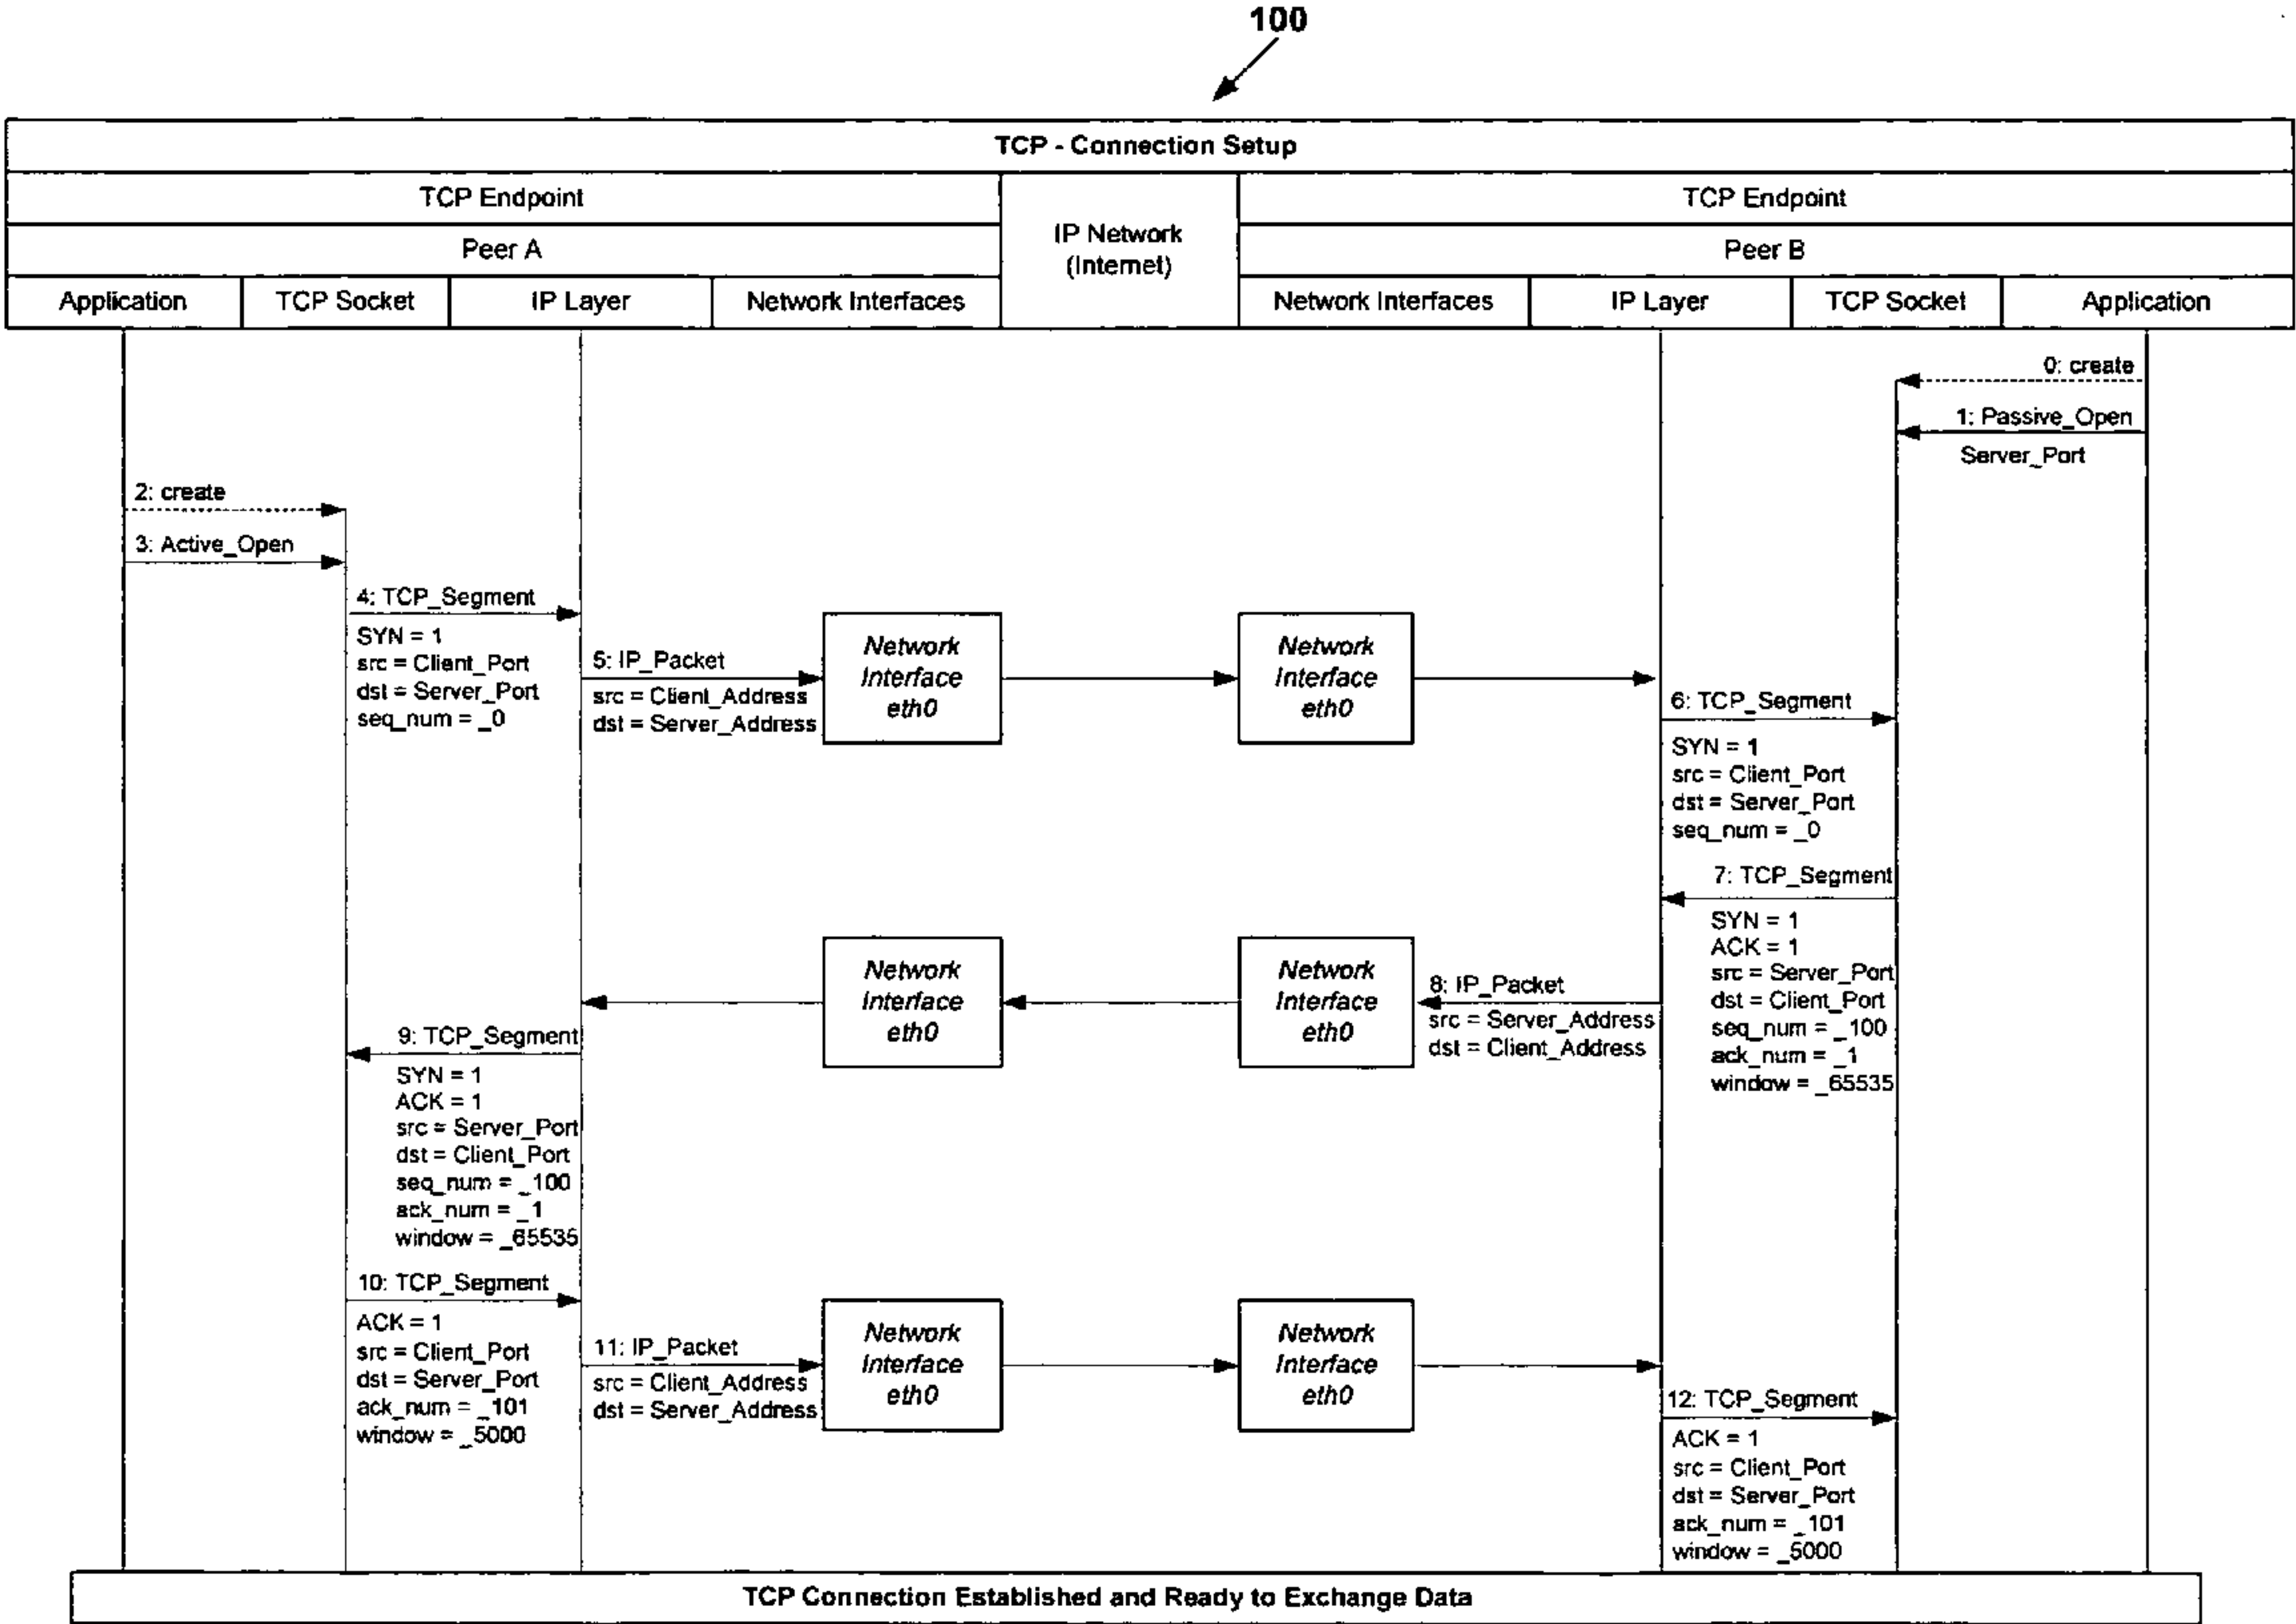 100
TCP - Connection Setup
TCP Endpoint
IP Network
(Internet)
TCP Endpoint
Peer A
Peer B
Application
TCP Socket
IP Layer
Network Interfaces
Network Interfaces
IP Layer
TCP Socket
Application
0: create
1: Passive_Open
Server_Port
2: create
3: Active_Open
4: TCP_Segment
SYN = 1
src = Client_Port
dst = Server_Port
seq_num = _0
5: IP_Packet
src = Client_Address
dst = Server_Address
Network
Interface
eth0
Network
Interface
eth0
6: TCP_Segment
SYN = 1
src = Client_Port
dst = Server_Port
seq_num = _0
7: TCP_Segment
SYN = 1
ACK = 1
src = Server_Port
dst = Client_Port
seq_num = _100
ack_num = _1
window = _65535
8: IP_Packet
src = Server_Address
dst = Client_Address
Network
Interface
eth0
Network
Interface
eth0
9: TCP_Segment
SYN = 1
ACK = 1
src = Server_Port
dst = Client_Port
seq_num = _100
ack_num = _1
window = _65535
10: TCP_Segment
ACK = 1
src = Client_Port
dst = Server_Port
ack_num = _101
window = _5000
11: IP_Packet
src = Client_Address
dst = Server_Address
Network
Interface
eth0
Network
Interface
eth0
12: TCP_Segment
ACK = 1
src = Client_Port
dst = Server_Port
ack_num = _101
window = _5000
TCP Connection Established and Ready to Exchange Data